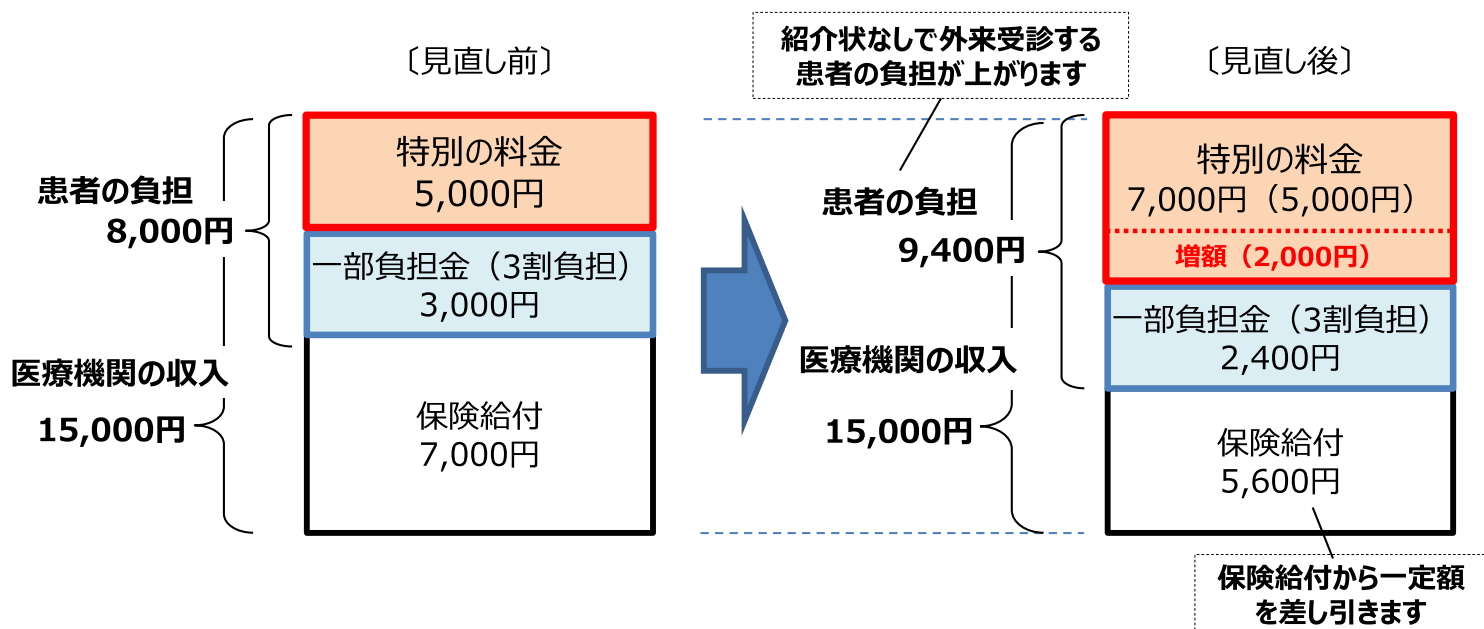 〔見直し前〕
特別の料金
5,000円
患者の負担
8,000円
一部負担金（3割負担）
3,000円
医療機関の収入
15,000円
保険給付
7,000円
紹介状なしで外来受診する
患者の負担が上がります
〔見直し後〕
特別の料金
7,000円（5,000円）
増額（2,000円）
患者の負担
9,400円
一部負担金（3割負担）
2,400円
医療機関の収入
15,000円
保険給付
5,600円
保険給付から一定額
を差し引きます